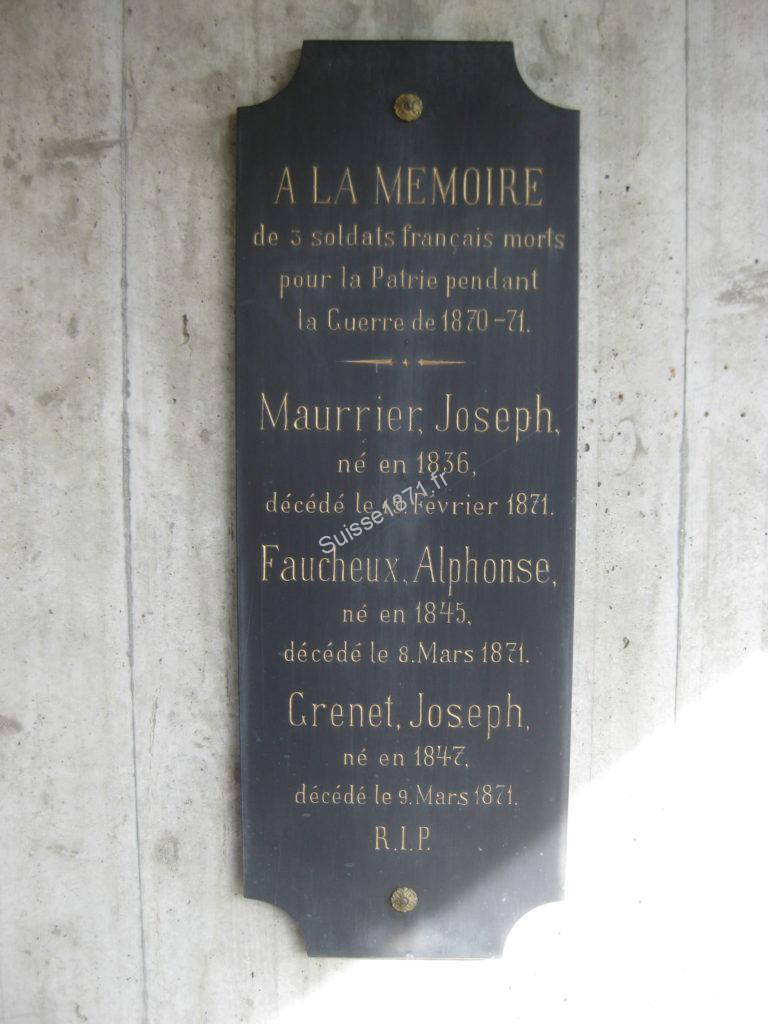 A LA MEMOIRE
de 3 soldats français morts
pour la Patrie pendant
la Guerre de 1870-71.
Maurrier, Joseph,
né en 1836,
décédé le Février 1871.
Suisse1871.fr
Faucheux, Alphonse,
né en 1845,
décédé le 8. Mars 1871.
Grenet, Joseph,
né en 1847,
décédé le 9. Mars 1871.
R.I.P.